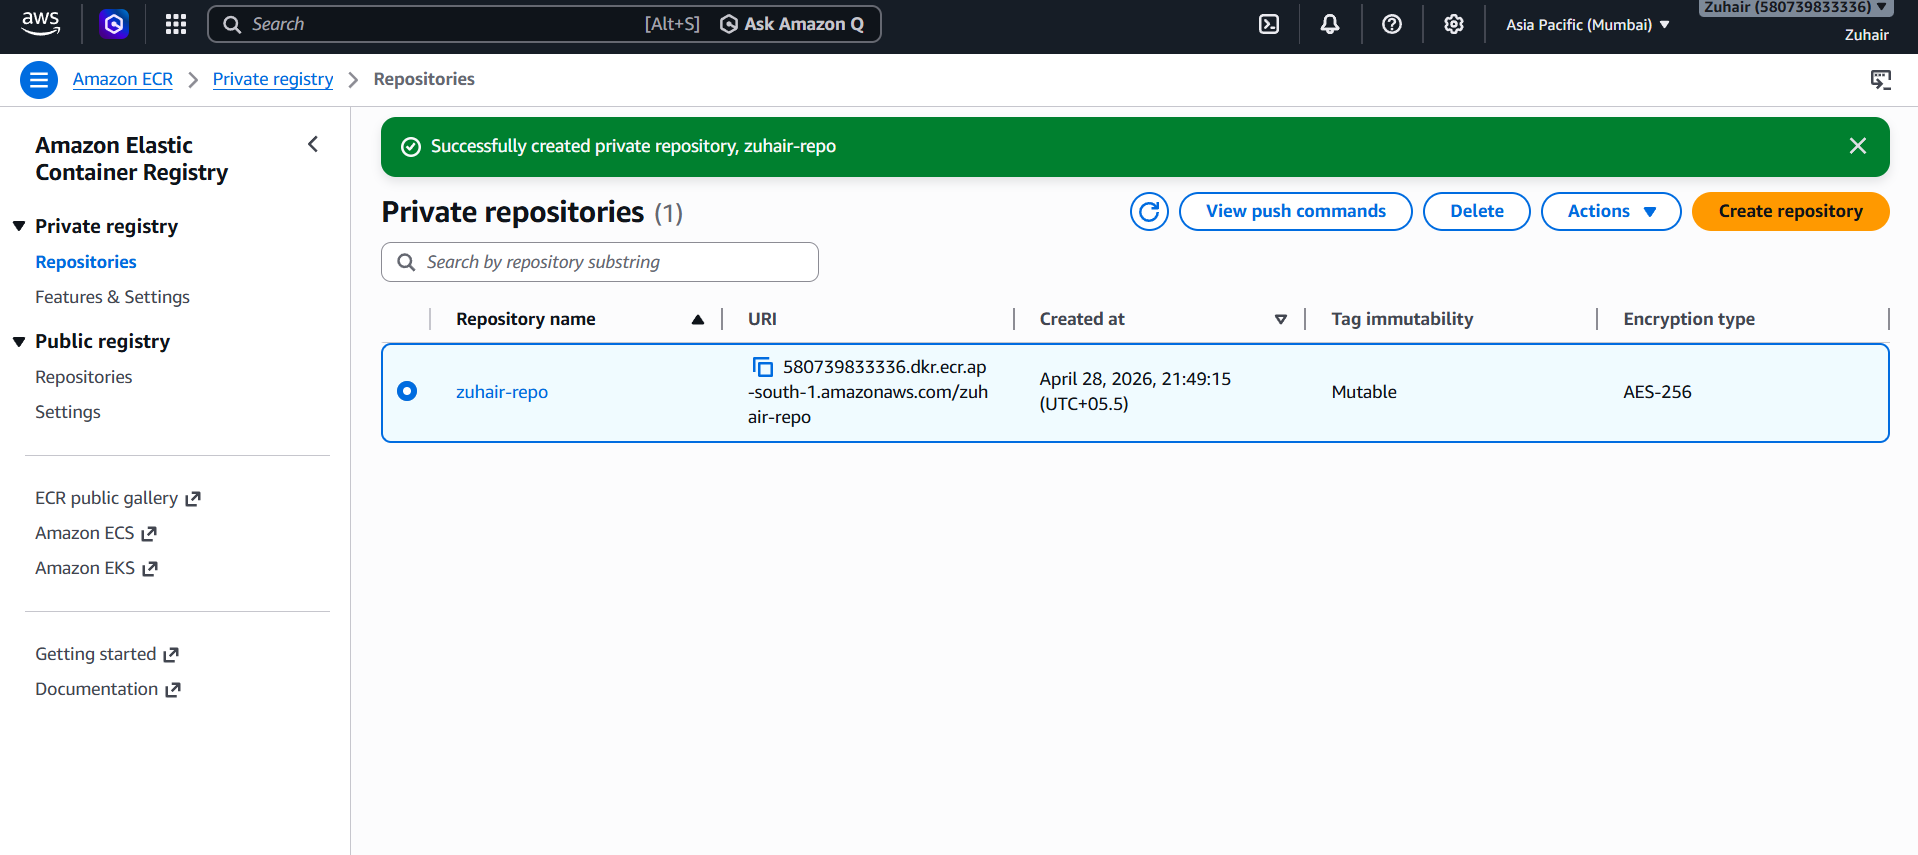 aws
Search [Alt+S] Ask Amazon Q
Asia Pacific (Mumbai)
Zuhair (580739833336)
Zuhair
Amazon ECR
Private registry
Repositories
Amazon Elastic
Container Registry
Private registry
Repositories
Features & Settings
Public registry
Repositories
Settings
ECR public gallery
Amazon ECS
Amazon EKS
Getting started
Documentation
Successfully created private repository, zuhair-repo
Private repositories (1)
View push commands
Delete
Actions
Create repository
Search by repository substring
Repository name
URI
Created at
Tag immutability
Encryption type
zuhair-repo
580739833336.dkr.ecr.ap
-south-1.amazonaws.com/zuh
air-repo
April 28, 2026, 21:49:15
(UTC+05.5)
Mutable
AES-256